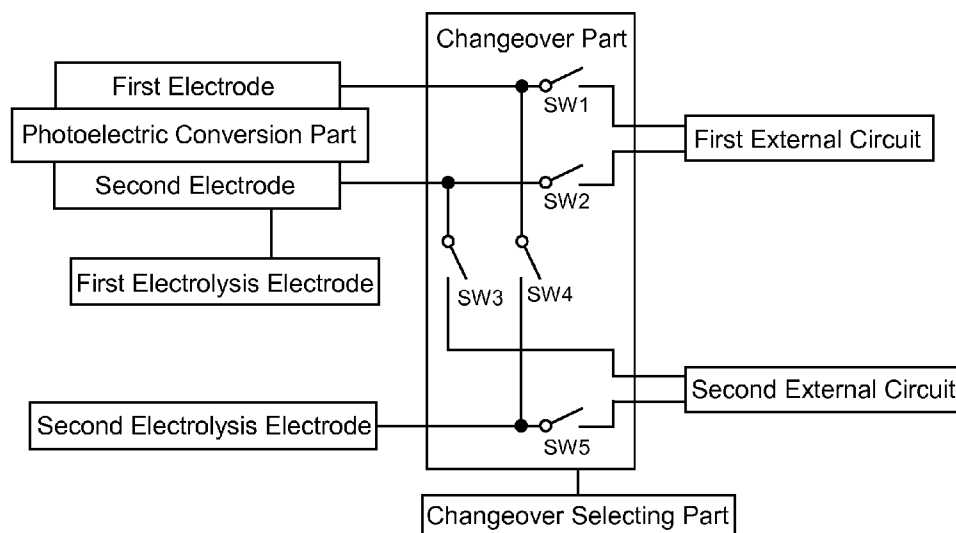 Changeover Part
First Electrode
SW1
Photoelectric Conversion Part
First External Circuit
Second Electrode
SW2
First Electrolysis Electrode
SW3
SW4
Second External Circuit
Second Electrolysis Electrode
SW5
Changeover Selecting Part